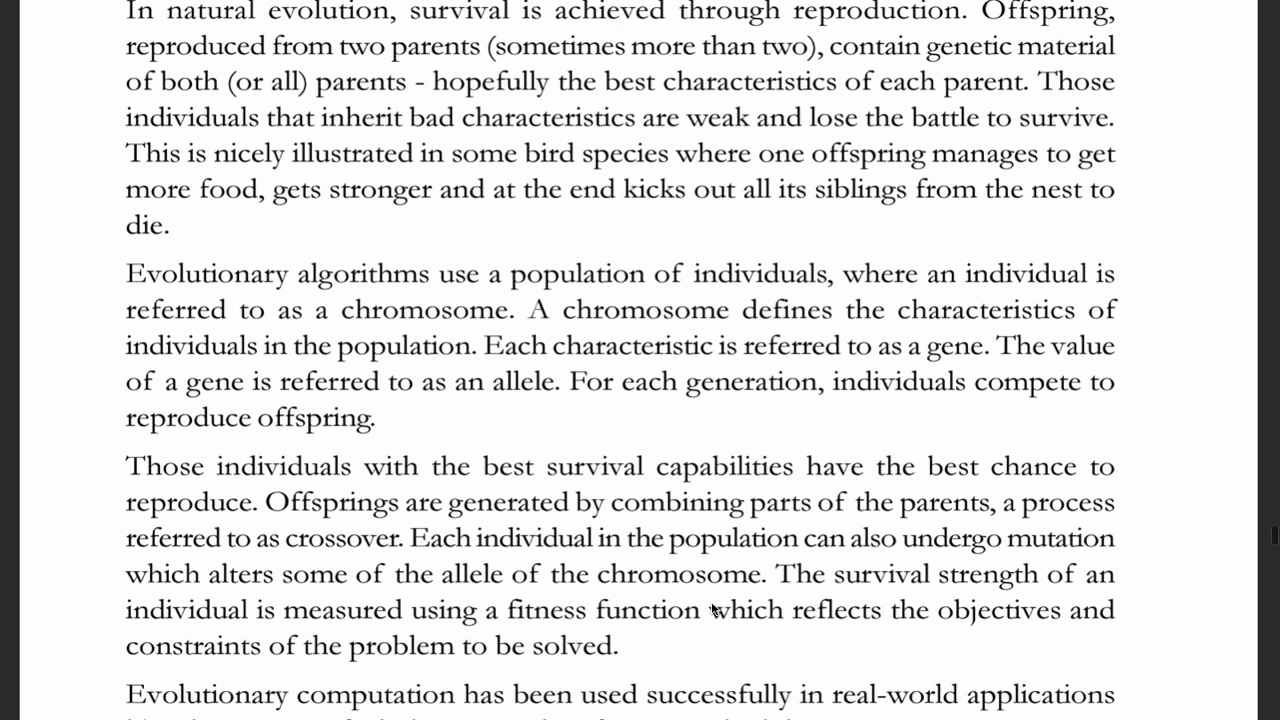 In natural evolution, survival is achieved through reproduction. Offspring,
reproduced from two parents (sometimes more than two), contain genetic material
of both (or all) parents - hopefully the best characteristics of each parent. Those
individuals that inherit bad characteristics are weak and lose the battle to survive.
This is nicely illustrated in some bird species where one offspring manages to get
more food, gets stronger and at the end kicks out all its siblings from the nest to
die.
Evolutionary algorithms use a population of individuals, where an individual is
referred to as a chromosome. A chromosome defines the characteristics of
individuals in the population. Each characteristic is referred to as a gene. The value
of a gene is referred to as an allele. For each generation, individuals compete to
reproduce offspring.
Those individuals with the best survival capabilities have the best chance to
reproduce. Offsprings are generated by combining parts of the parents, a process
referred to as crossover. Each individual in the population can also undergo mutation
which alters some of the allele of the chromosome. The survival strength of an
individual is measured using a fitness function which reflects the objectives and
constraints of the problem to be solved.
Evolutionary computation has been used successfully in real-world applications